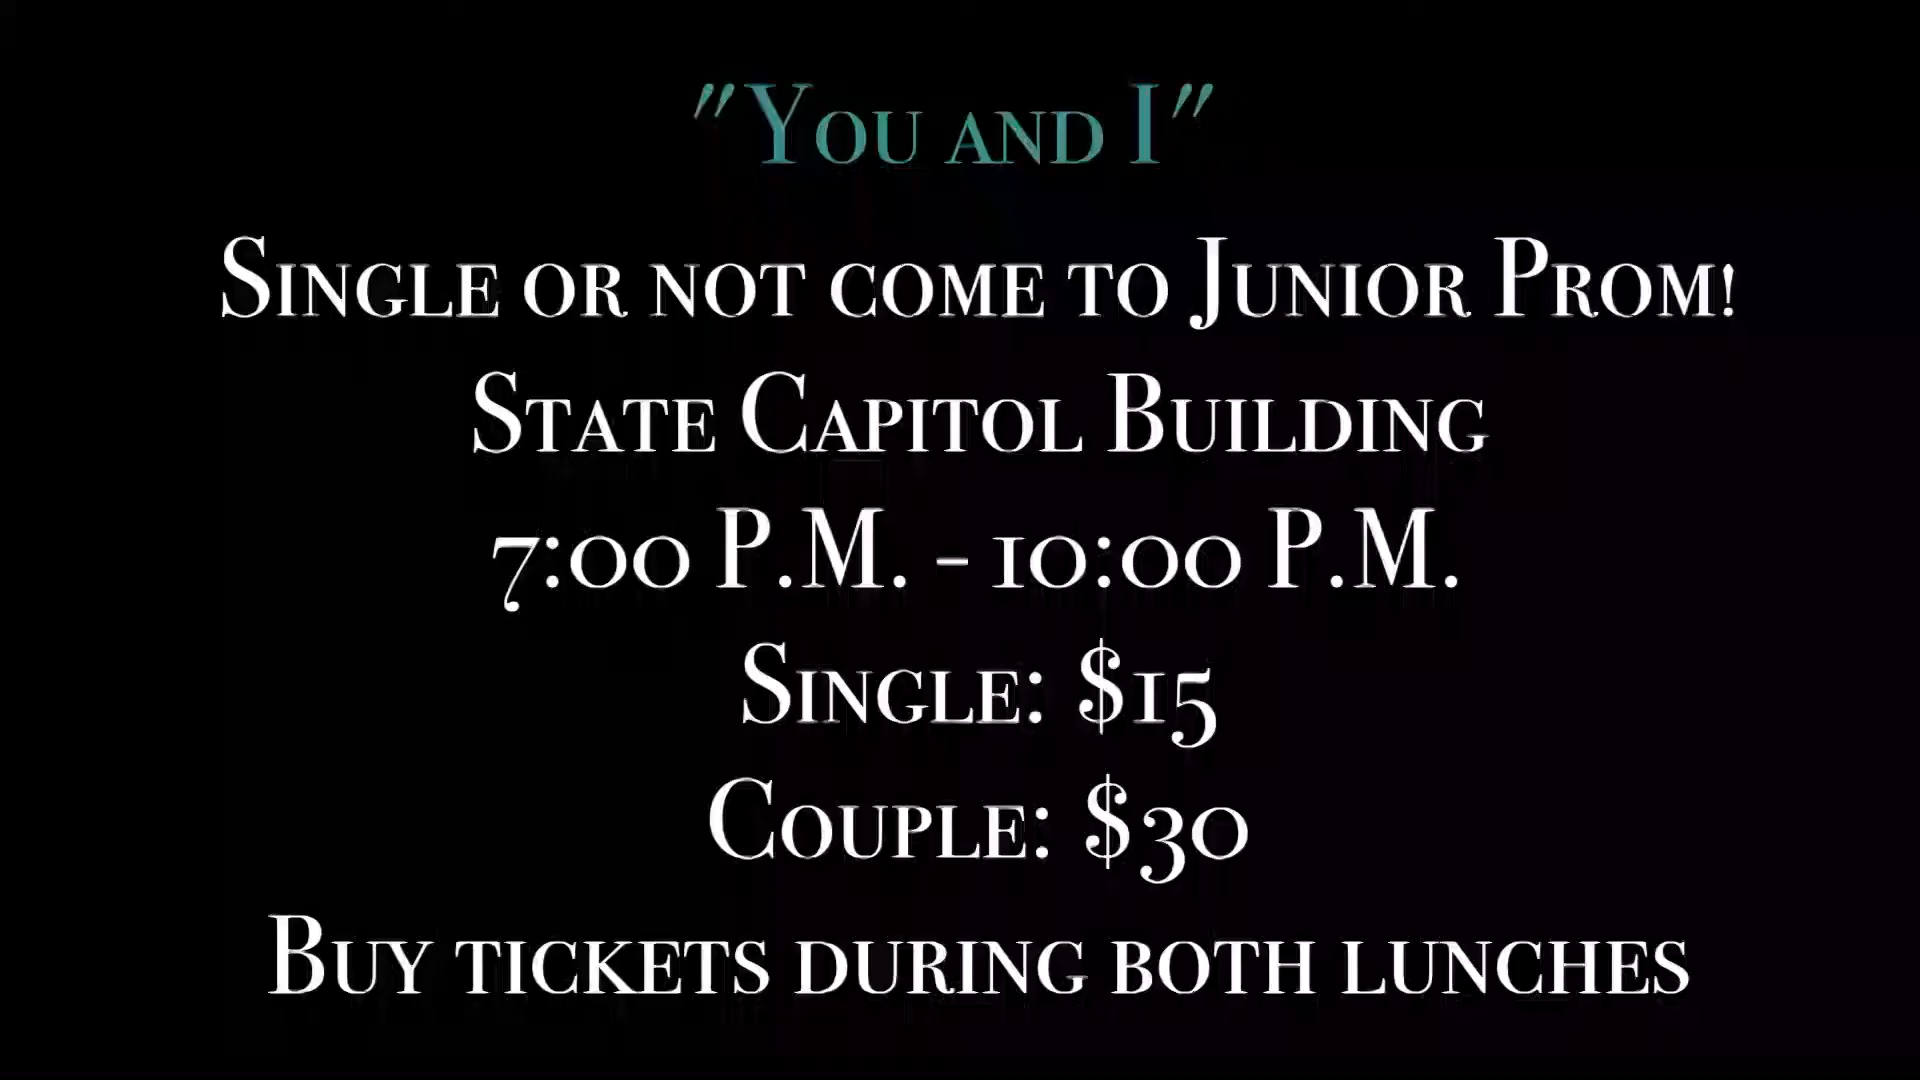 "You and I"
Single or not come to Junior Prom!
State Capitol Building
7:00 P.M. - 10:00 P.M.
Single: $15
Couple: $30
Buy tickets during both lunches